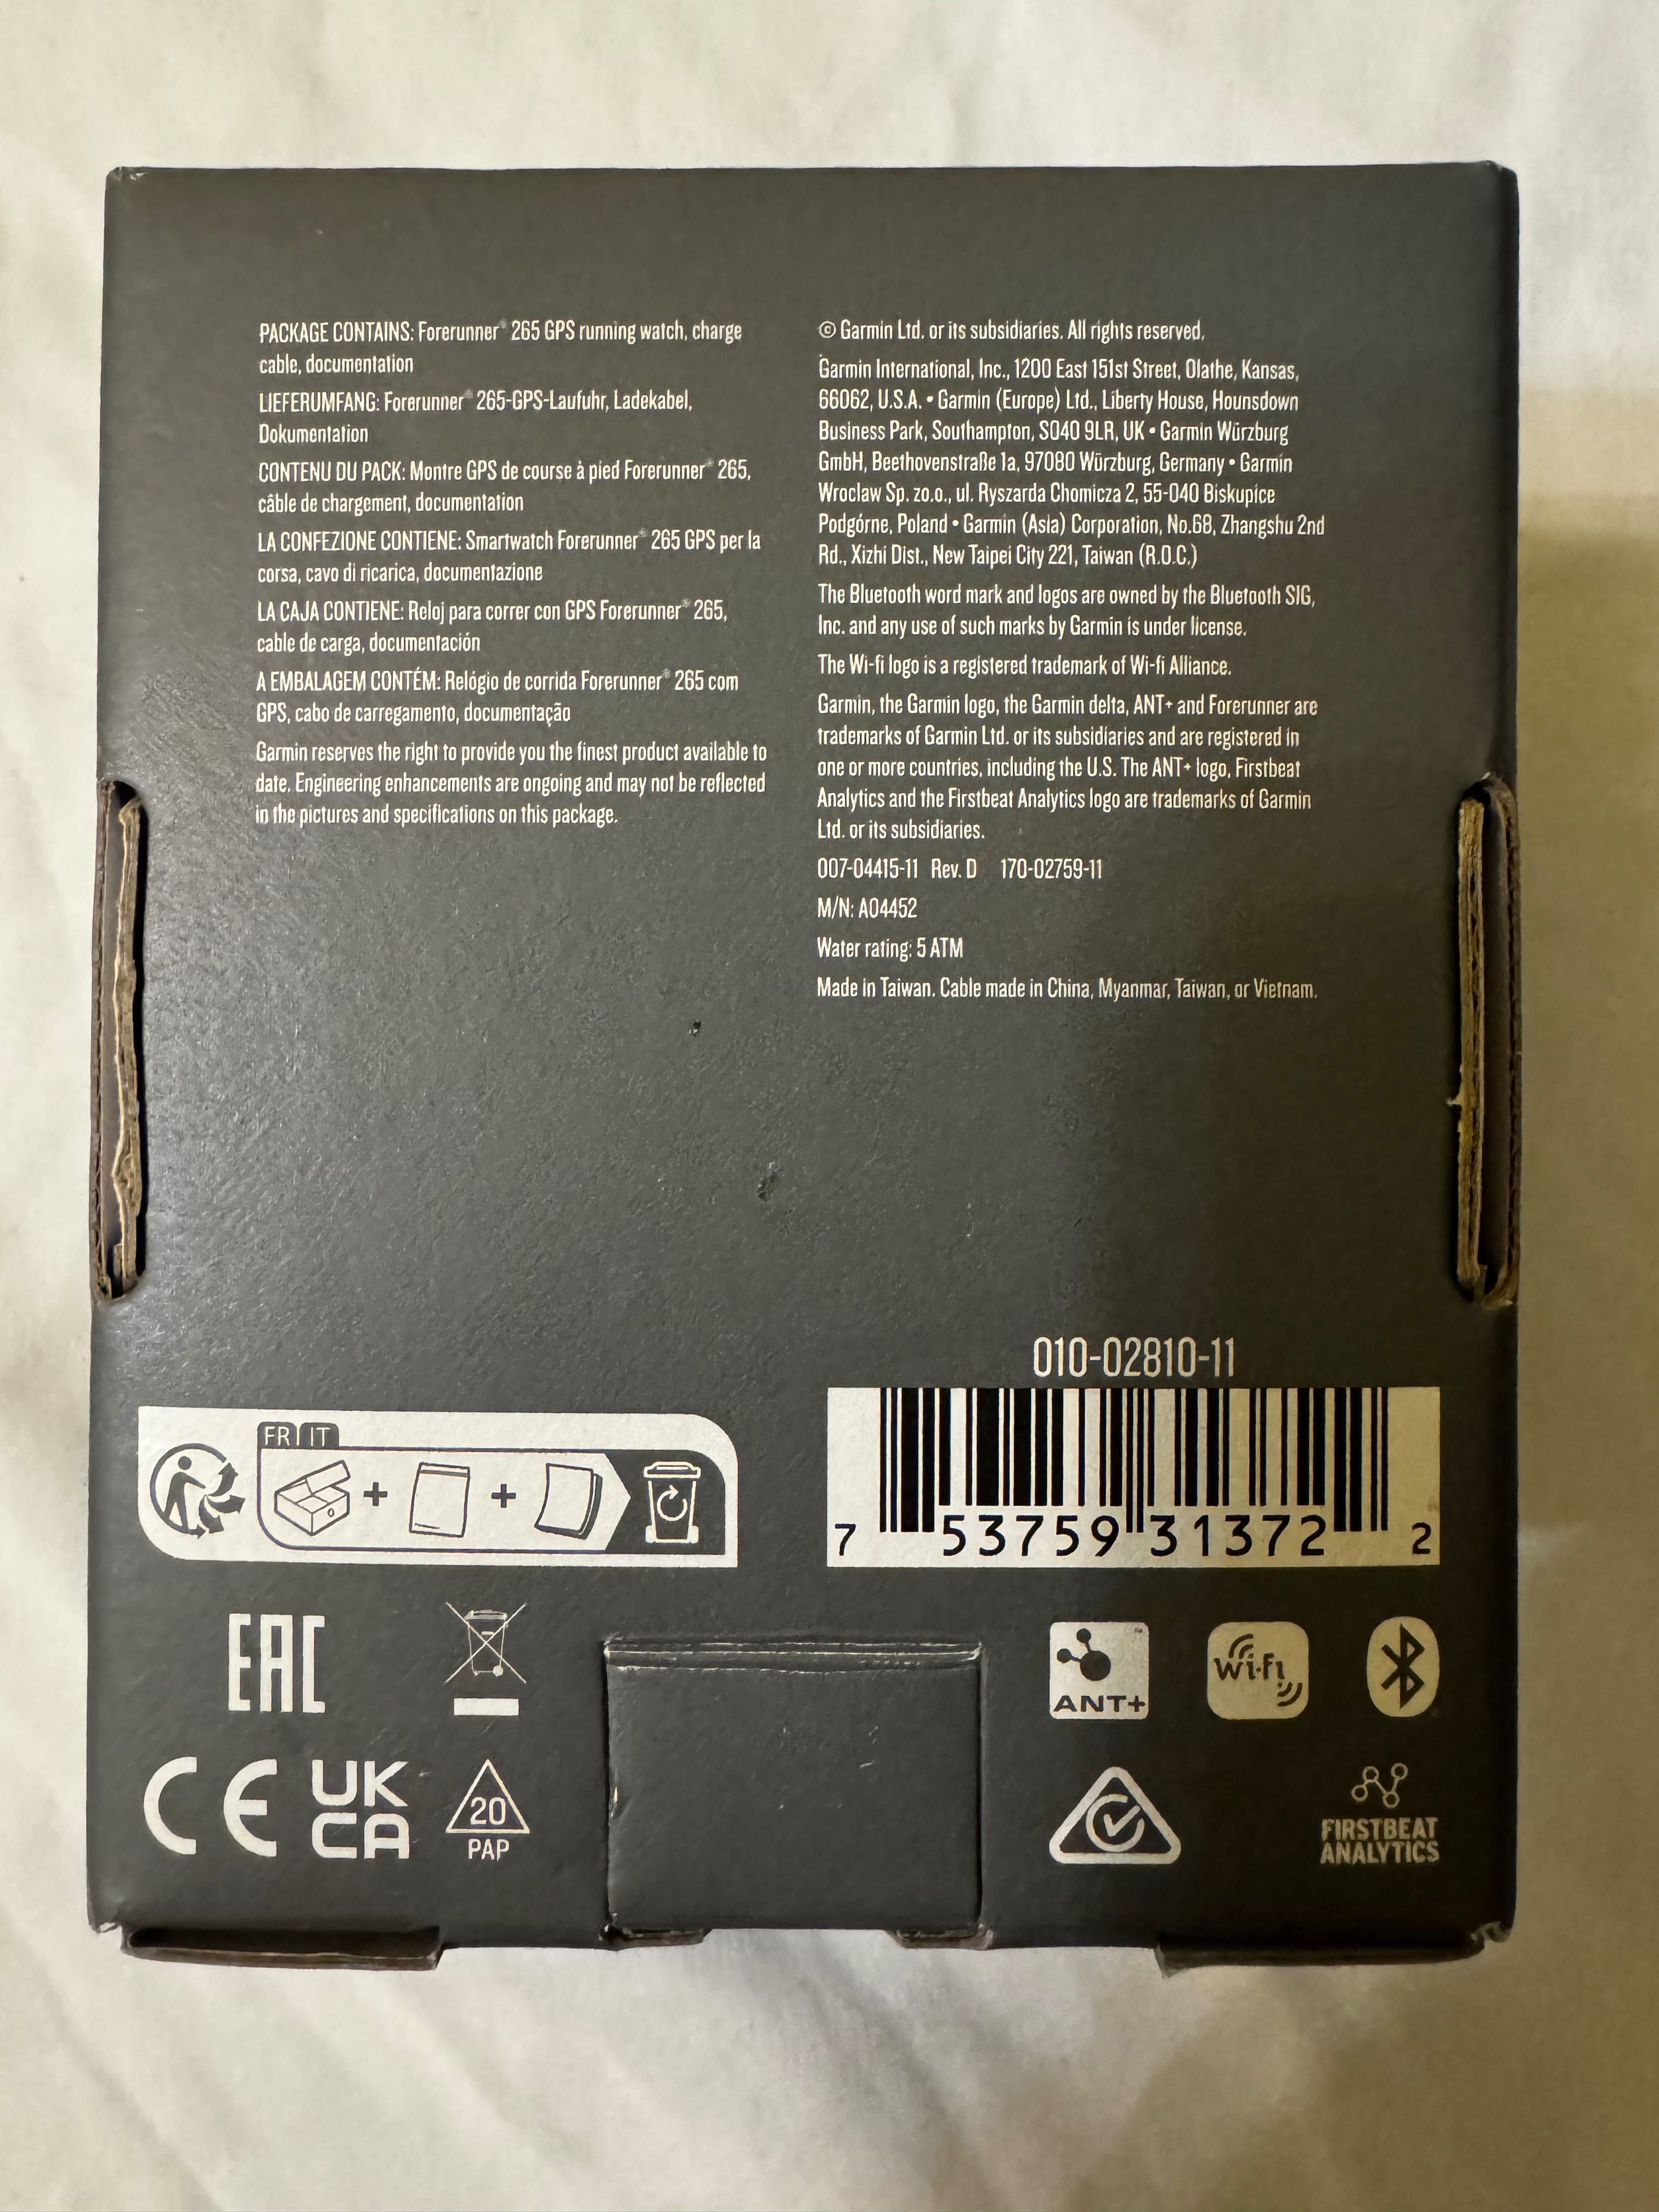 PACKAGE CONTAINS: Forerunner® 265 GPS running watch, charge
cable, documentation
LIEFERUMFANG: Forerunner® 265-GPS-Laufuhr, Ladekabel,
Dokumentation
CONTENU DU PACK: Montre GPS de course à pied Forerunner® 265,
câble de chargement, documentation
LA CONFEZIONE CONTIENE: Smartwatch Forerunner® 265 GPS per la
corsa, cavo di ricarica, documentazione
LA CAJA CONTIENE: Reloj para correr con GPS Forerunner® 265,
cable de carga, documentación
A EMBALAGEM CONTÉM: Relógio de corrida Forerunner® 265 com
GPS, cabo de carregamento, documentação
Garmin reserves the right to provide you the finest product available to
date. Engineering enhancements are ongoing and may not be reflected
in the pictures and specifications on this package.
© Garmin Ltd. or its subsidiaries. All rights reserved.
Garmin International, Inc., 1200 East 151st Street, Olathe, Kansas,
66062, U.S.A. • Garmin (Europe) Ltd., Liberty House, Hounsdown
Business Park, Southampton, SO40 9LR, UK • Garmin Würzburg
GmbH, Beethovenstraße 1a, 97080 Würzburg, Germany • Garmin
Wroclaw Sp. zo.o., ul. Ryszarda Chomicza 2, 55-040 Biskupice
Podgórne, Poland • Garmin (Asia) Corporation, No.68, Zhangshu 2nd
Rd., Xizhi Dist., New Taipei City 221, Taiwan (R.O.C.)
The Bluetooth word mark and logos are owned by the Bluetooth SIG,
Inc. and any use of such marks by Garmin is under license.
The Wi-fi logo is a registered trademark of Wi-fi Alliance.
Garmin, the Garmin logo, the Garmin delta, ANT+ and Forerunner are
trademarks of Garmin Ltd. or its subsidiaries and are registered in
one or more countries, including the U.S. The ANT+ logo, Firstbeat
Analytics and the Firstbeat Analytics logo are trademarks of Garmin
Ltd. or its subsidiaries.
007-04415-11 Rev. D 170-02759-11
M/N: A04452
Water rating: 5 ATM
Made in Taiwan. Cable made in China, Myanmar, Taiwan, or Vietnam.
010-02810-11
7 53759 31372 2
FR IT
EAC
ANT+
Wi-Fi
CE
UK
CA
20
PAP
FIRSTBEAT
ANALYTICS